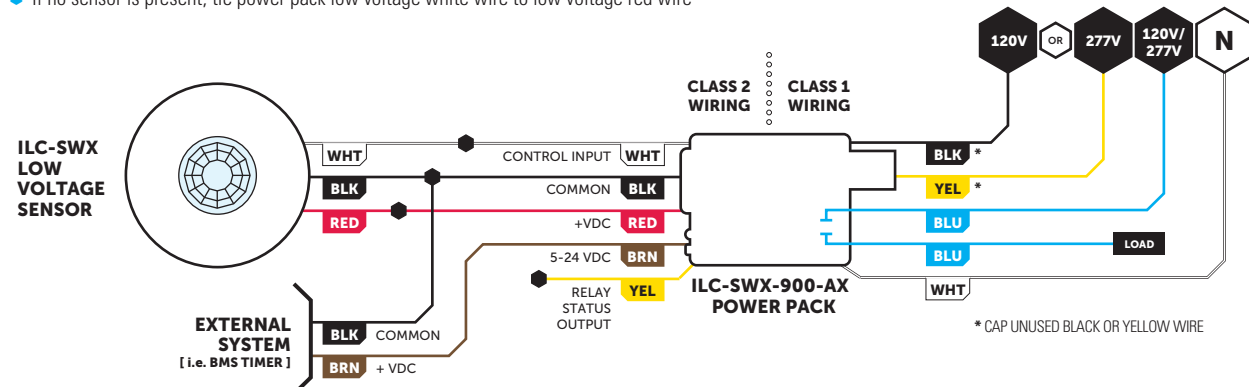 If no sensor is present, tie power pack low voltage white wire to low voltage red wire
120V
OR
277V
120V/
277V
N
CLASS 2
WIRING
CLASS 1
WIRING
ILC-SWX
LOW
VOLTAGE
SENSOR
WHT
CONTROL INPUT
WHT
BLK *
BLK
COMMON
BLK
YEL *
RED
+VDC
RED
BLU
5-24 VDC
BRN
BLU
LOAD
RELAY
STATUS
OUTPUT
YEL
ILC-SWX-900-AX
POWER PACK
WHT
EXTERNAL
SYSTEM
[ i.e. BMS TIMER ]
BLK
COMMON
BRN
+ VDC
* CAP UNUSED BLACK OR YELLOW WIRE